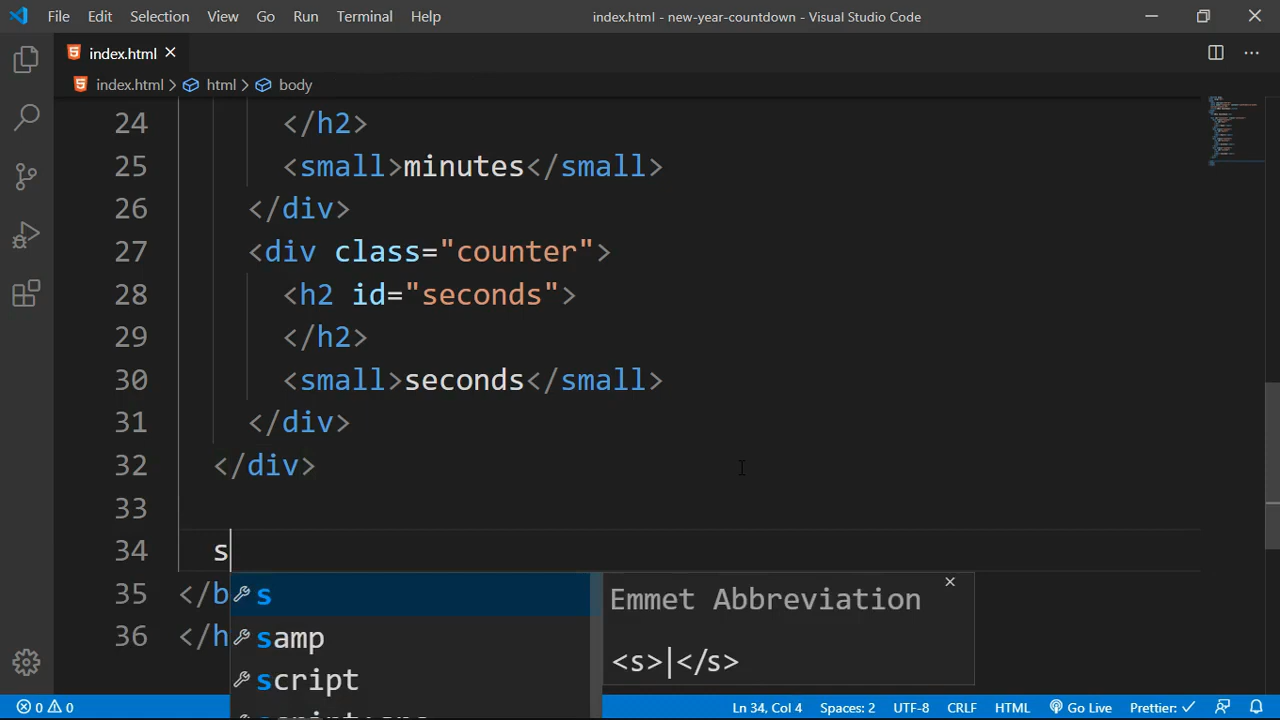 File Edit Selection View Go Run Terminal Help index.html - new-year-countdown - Visual Studio Code
index.html
index.html > html > body
24 </h2>
25 <small>minutes</small>
26 </div>
27 <div class="counter">
28 <h2 id="seconds">
29 </h2>
30 <small>seconds</small>
31 </div>
32 </div>
33
34 s
35 </b
36 </h
s
samp
script
Emmet Abbreviation
<s>|</s>
0 0 Ln 34, Col 4 Spaces: 2 UTF-8 CRLF HTML Go Live Prettier: ✓